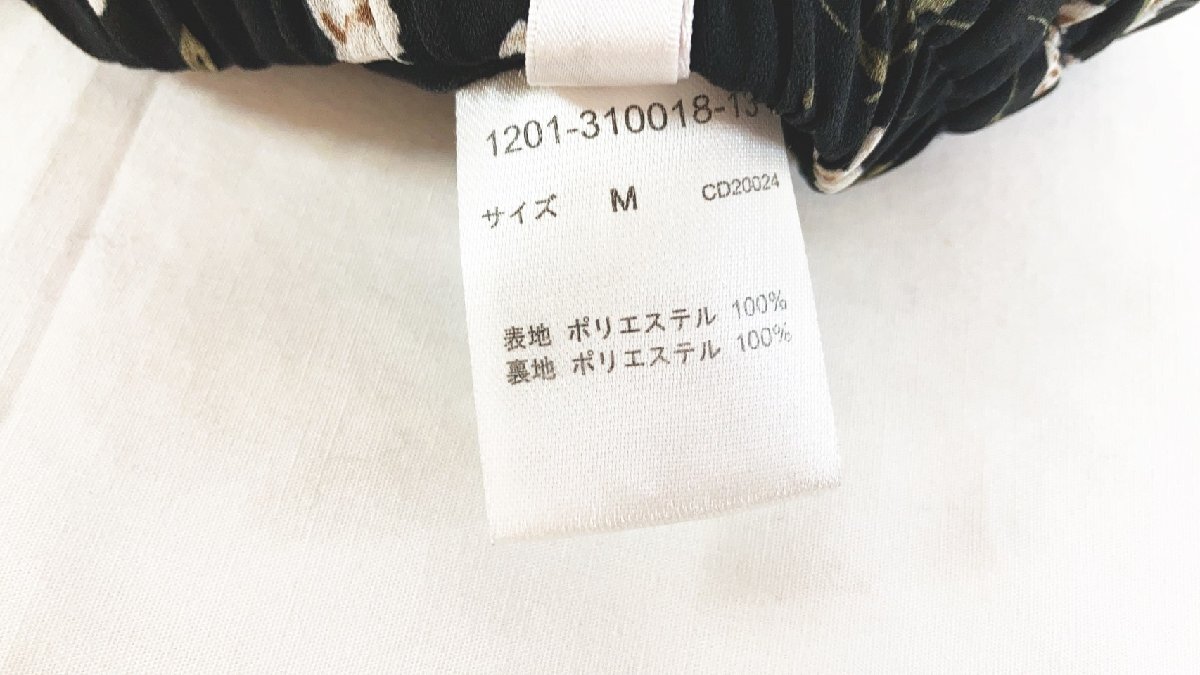 1201-310018-13
サイズ M CD20024
表地 ポリエステル 100%
裏地 ポリエステル 100%